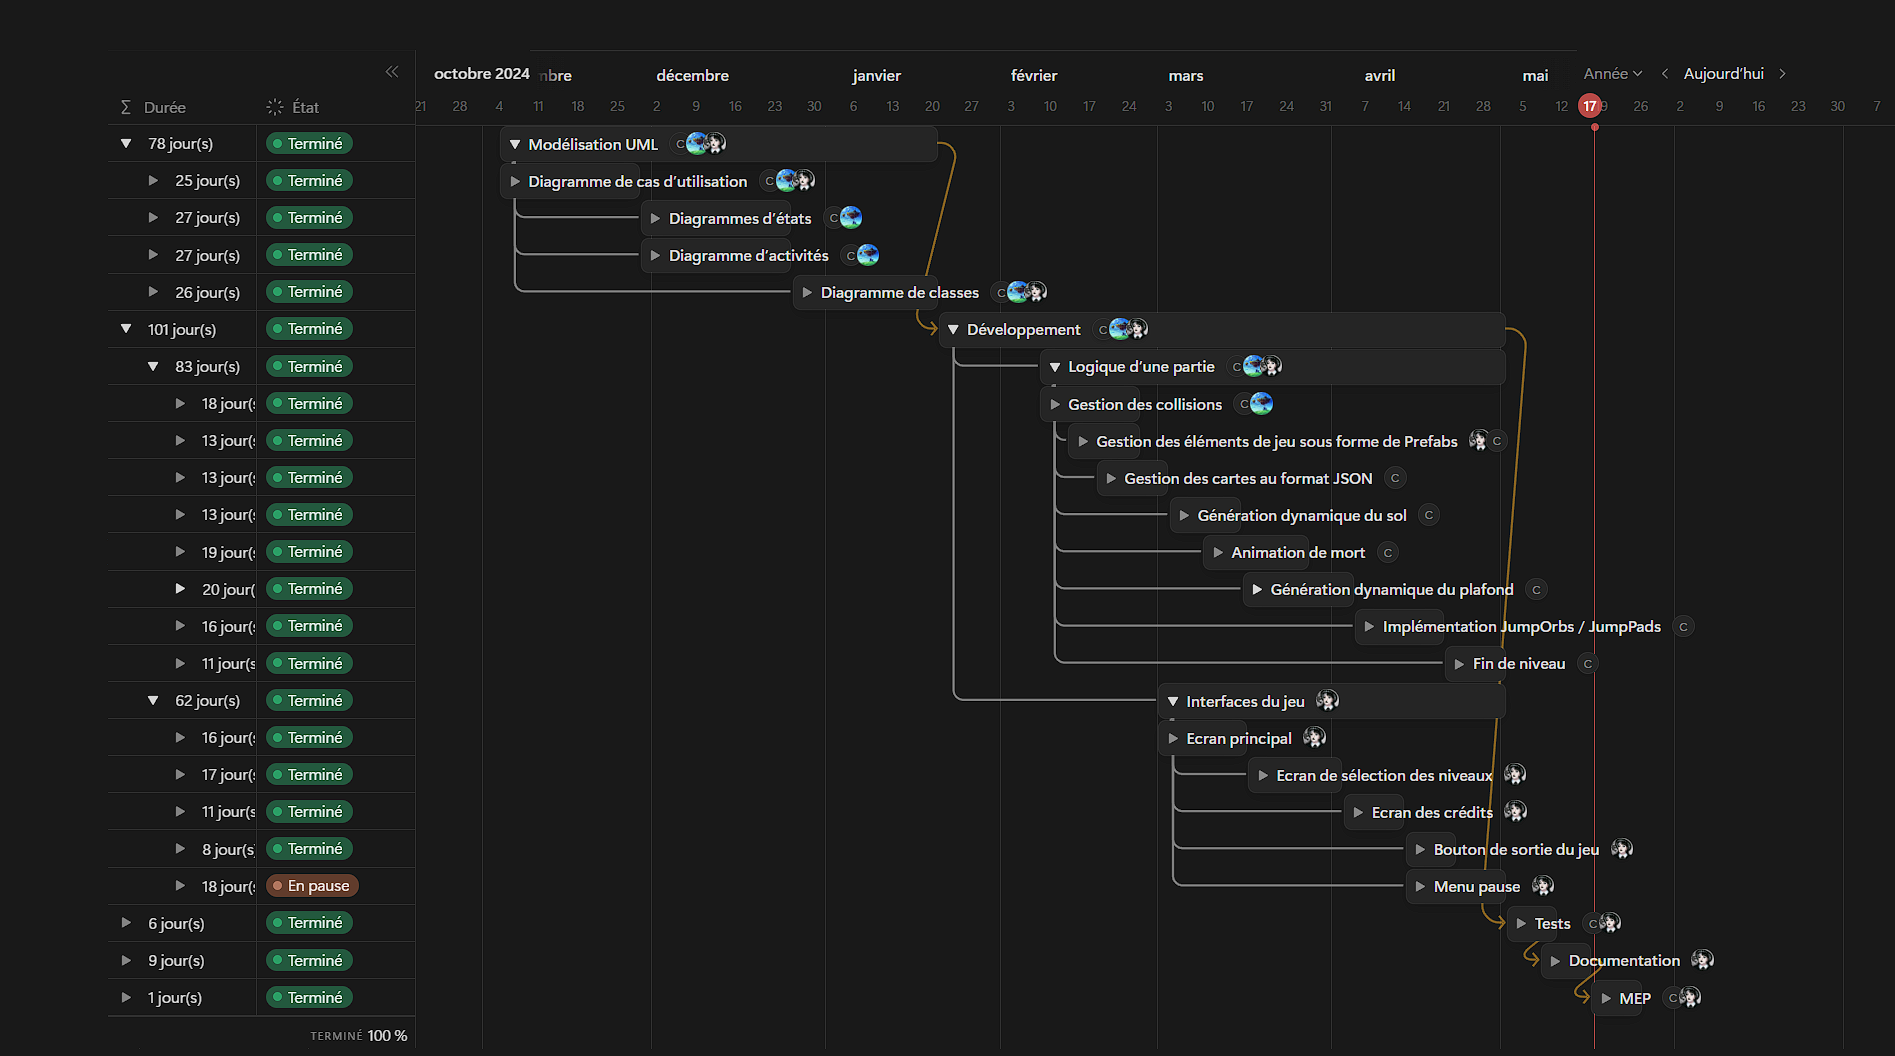 octobre 2024 mbre décembre janvier février mars avril mai Année Aujourd'hui
Σ Durée État 21 28 4 11 18 25 2 9 16 23 30 6 13 20 27 3 10 17 24 3 10 17 24 31 7 14 21 28 5 12 17 9 26 2 9 16 23 30 7
78 jour(s) Terminé Modélisation UML C
25 jour(s) Terminé Diagramme de cas d'utilisation C
27 jour(s) Terminé Diagrammes d'états C
27 jour(s) Terminé Diagramme d'activités C
26 jour(s) Terminé Diagramme de classes C
101 jour(s) Terminé Développement C
83 jour(s) Terminé Logique d'une partie C
18 jour(s Terminé Gestion des collisions C
13 jour(s Terminé Gestion des éléments de jeu sous forme de Prefabs C
13 jour(s Terminé Gestion des cartes au format JSON C
13 jour(s Terminé Génération dynamique du sol C
19 jour(s Terminé Animation de mort C
20 jour( Terminé Génération dynamique du plafond C
16 jour(s Terminé Implémentation JumpOrbs / JumpPads C
11 jour(s Terminé Fin de niveau C
62 jour(s) Terminé Interfaces du jeu
16 jour(s Terminé Ecran principal
17 jour(s Terminé Ecran de sélection des niveaux
11 jour(s Terminé Ecran des crédits
8 jour(s) Terminé Bouton de sortie du jeu
18 jour(s En pause Menu pause
6 jour(s) Terminé Tests C
9 jour(s) Terminé Documentation
1 jour(s) Terminé MEP C
TERMINÉ 100 %